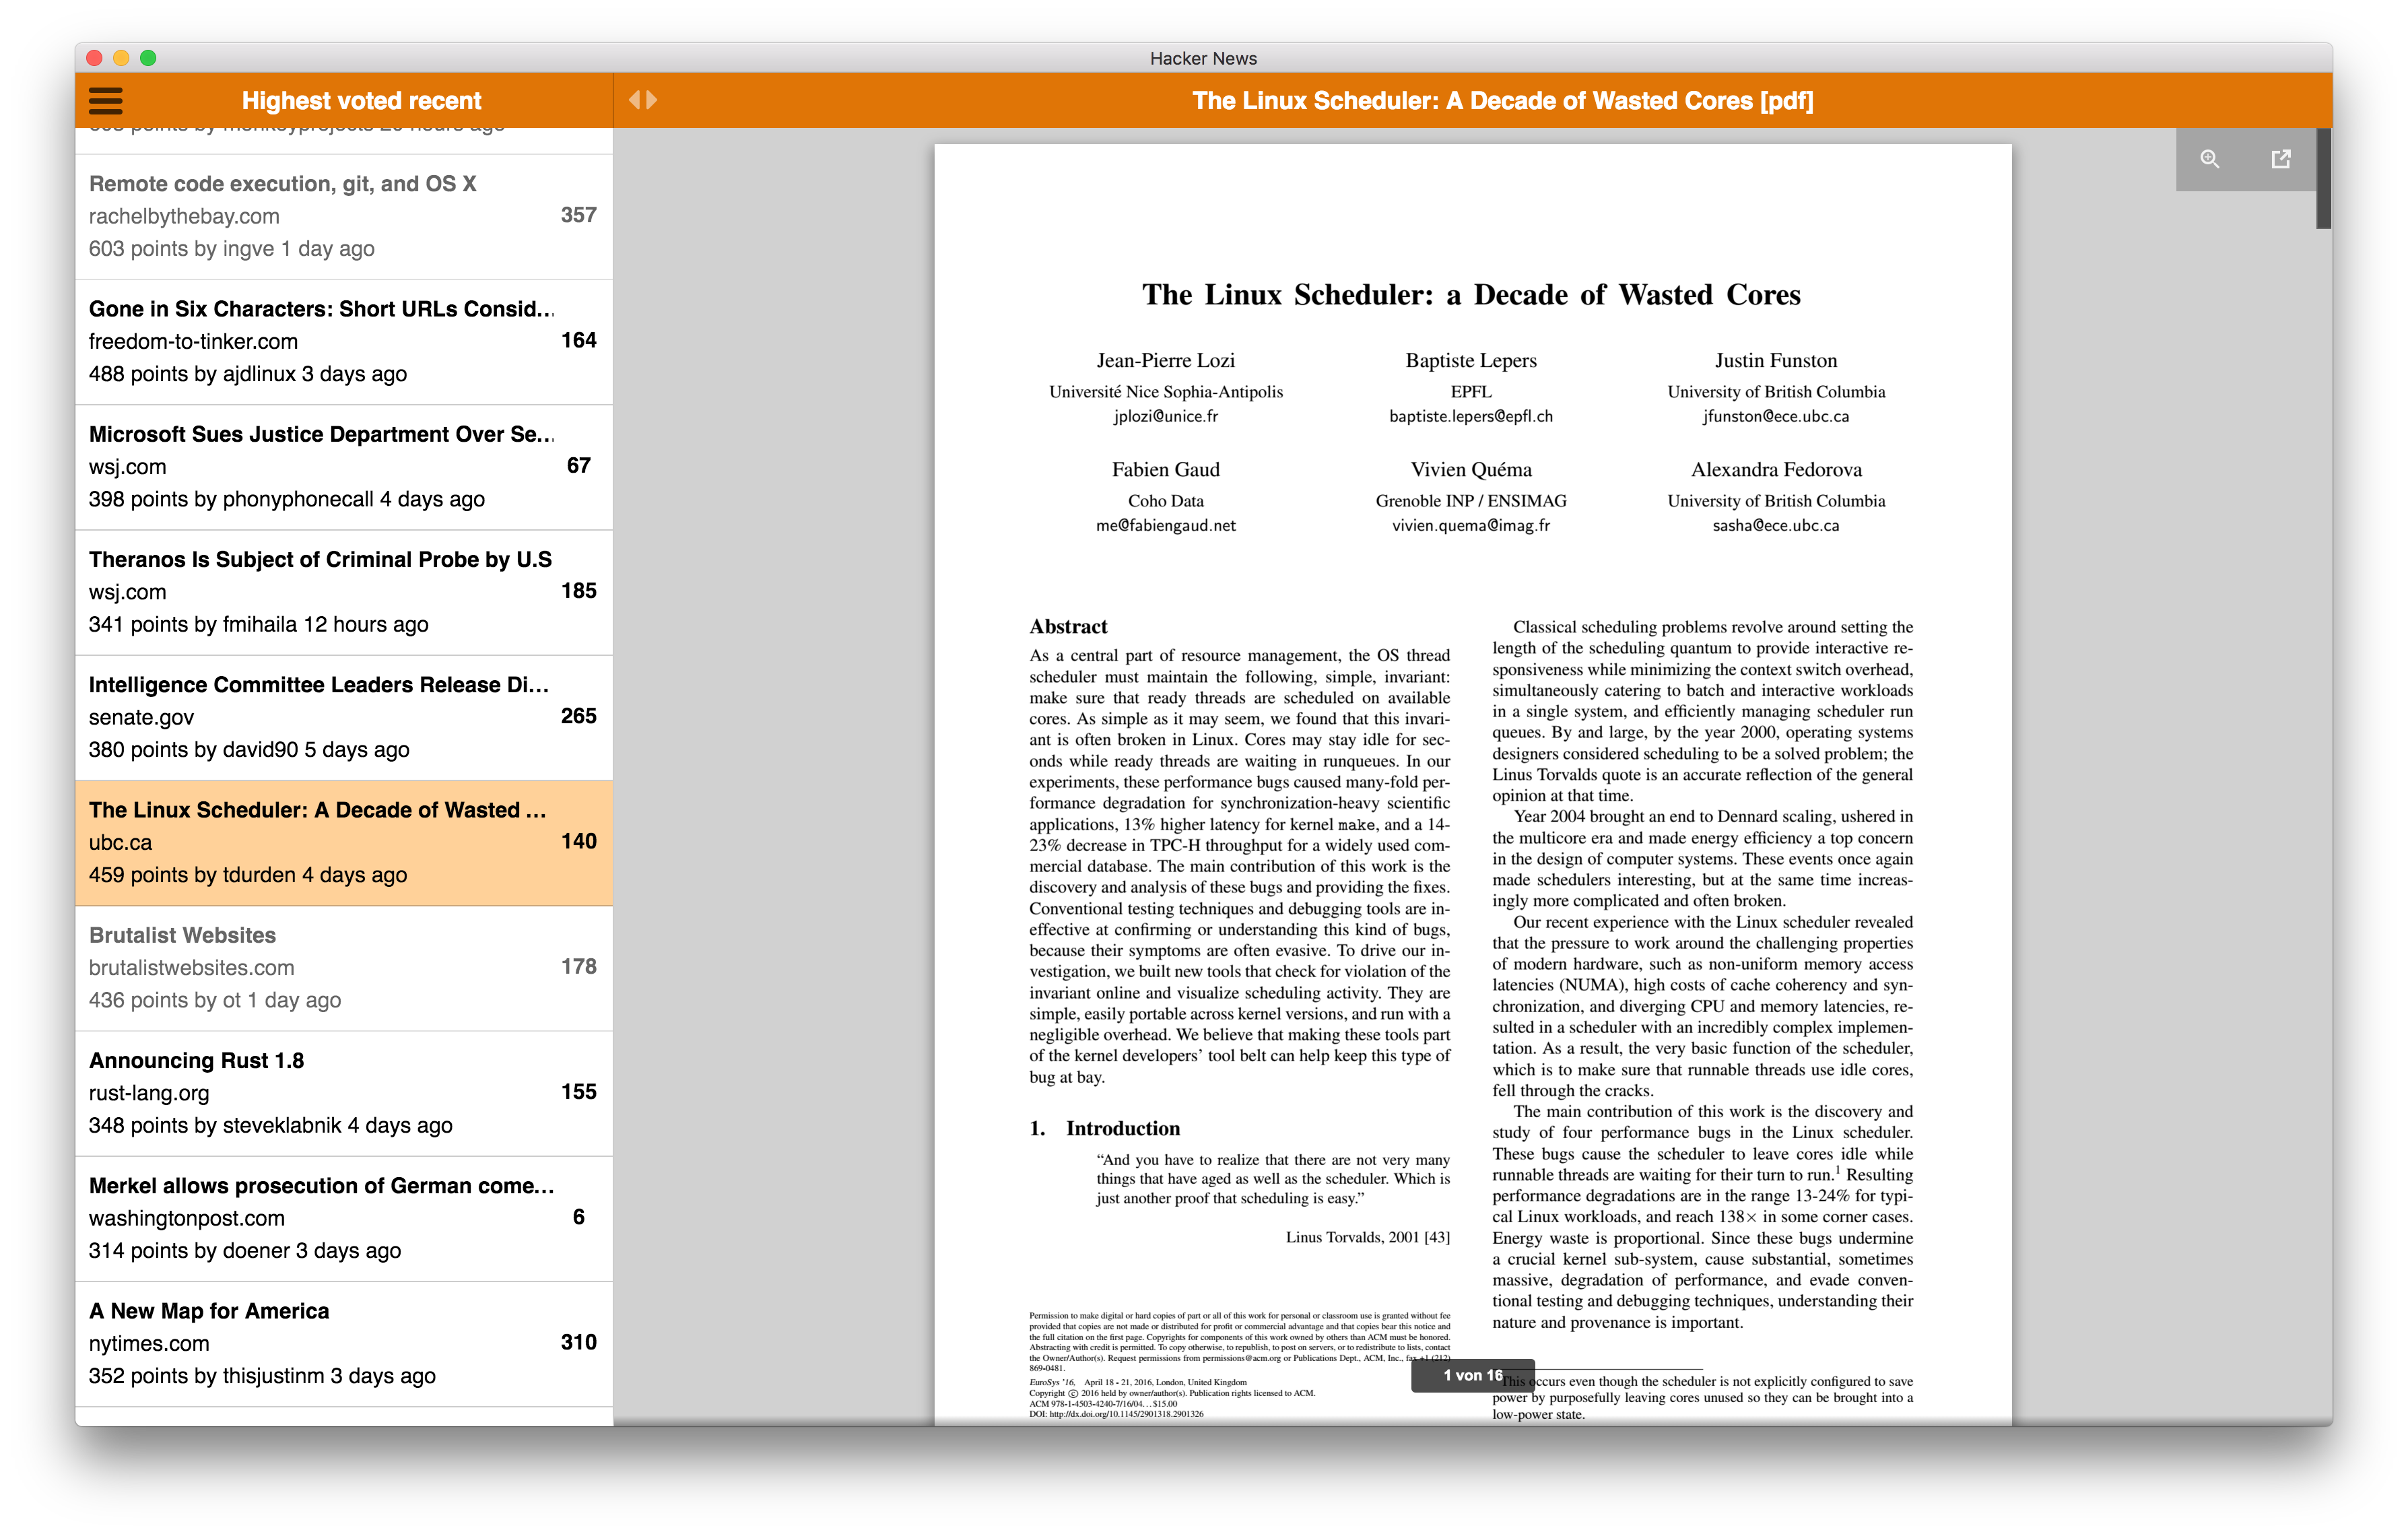 Hacker News
Highest voted recent
The Linux Scheduler: A Decade of Wasted Cores [pdf]
Remote code execution, git, and OS X
rachelbythebay.com
357
603 points by ingve 1 day ago
Gone in Six Characters: Short URLs Consid...
freedom-to-tinker.com
164
488 points by ajdlinux 3 days ago
Microsoft Sues Justice Department Over Se...
wsj.com
67
398 points by phonyphonecall 4 days ago
Theranos Is Subject of Criminal Probe by U.S
wsj.com
185
341 points by fmihaila 12 hours ago
Intelligence Committee Leaders Release Di...
senate.gov
265
380 points by david90 5 days ago
The Linux Scheduler: A Decade of Wasted ...
ubc.ca
140
459 points by tdurden 4 days ago
Brutalist Websites
brutalistwebsites.com
178
436 points by ot 1 day ago
Announcing Rust 1.8
rust-lang.org
155
348 points by steveklabnik 4 days ago
Merkel allows prosecution of German come...
washingtonpost.com
6
314 points by doener 3 days ago
A New Map for America
nytimes.com
310
352 points by thisjustinm 3 days ago
The Linux Scheduler: a Decade of Wasted Cores
Jean-Pierre Lozi
Université Nice Sophia-Antipolis
jplozi@unice.fr
Baptiste Lepers
EPFL
baptiste.lepers@epfl.ch
Justin Funston
University of British Columbia
jfunston@ece.ubc.ca
Fabien Gaud
Coho Data
me@fabiengaud.net
Vivien Quéma
Grenoble INP / ENSIMAG
vivien.quema@imag.fr
Alexandra Fedorova
University of British Columbia
sasha@ece.ubc.ca
Abstract
As a central part of resource management, the OS thread
scheduler must maintain the following, simple, invariant:
make sure that ready threads are scheduled on available
cores. As simple as it may seem, we found that this invari-
ant is often broken in Linux. Cores may stay idle for sec-
onds while ready threads are waiting in runqueues. In our
experiments, these performance bugs caused many-fold per-
formance degradation for synchronization-heavy scientific
applications, 13% higher latency for kernel make, and a 14-
23% decrease in TPC-H throughput for a widely used com-
mercial database. The main contribution of this work is the
discovery and analysis of these bugs and providing the fixes.
Conventional testing techniques and debugging tools are in-
effective at confirming or understanding this kind of bugs,
because their symptoms are often evasive. To drive our in-
vestigation, we built new tools that check for violation of the
invariant online and visualize scheduling activity. They are
simple, easily portable across kernel versions, and run with a
negligible overhead. We believe that making these tools part
of the kernel developers’ tool belt can help keep this type of
bug at bay.
1. Introduction
“And you have to realize that there are not very many
things that have aged as well as the scheduler. Which is
just another proof that scheduling is easy.”
Linus Torvalds, 2001 [43]
Permission to make digital or hard copies of part or all of this work for personal or classroom use is granted without fee
provided that copies are not made or distributed for profit or commercial advantage and that copies bear this notice and
the full citation on the first page. Copyrights for components of this work owned by others than ACM must be honored.
Abstracting with credit is permitted. To copy otherwise, to republish, to post on servers, or to redistribute to lists, contact
the Owner/Author(s). Request permissions from permissions@acm.org or Publications Dept., ACM, Inc., fax +1 (212)
869-0481.
EuroSys ’16, April 18 - 21, 2016, London, United Kingdom
Copyright © 2016 held by owner/author(s). Publication rights licensed to ACM.
ACM 978-1-4503-4240-7/16/04...$15.00
DOI: http://dx.doi.org/10.1145/2901318.2901326
Classical scheduling problems revolve around setting the
length of the scheduling quantum to provide interactive re-
sponsiveness while minimizing the context switch overhead,
simultaneously catering to batch and interactive workloads
in a single system, and efficiently managing scheduler run
queues. By and large, by the year 2000, operating systems
designers considered scheduling to be a solved problem; the
Linus Torvalds quote is an accurate reflection of the general
opinion at that time.
Year 2004 brought an end to Dennard scaling, ushered in
the multicore era and made energy efficiency a top concern
in the design of computer systems. These events once again
made schedulers interesting, but at the same time increas-
ingly more complicated and often broken.
Our recent experience with the Linux scheduler revealed
that the pressure to work around the challenging properties
of modern hardware, such as non-uniform memory access
latencies (NUMA), high costs of cache coherency and syn-
chronization, and diverging CPU and memory latencies, re-
sulted in a scheduler with an incredibly complex implemen-
tation. As a result, the very basic function of the scheduler,
which is to make sure that runnable threads use idle cores,
fell through the cracks.
The main contribution of this work is the discovery and
study of four performance bugs in the Linux scheduler.
These bugs cause the scheduler to leave cores idle while
runnable threads are waiting for their turn to run.1 Resulting
performance degradations are in the range 13-24% for typi-
cal Linux workloads, and reach 138× in some corner cases.
Energy waste is proportional. Since these bugs undermine
a crucial kernel sub-system, cause substantial, sometimes
massive, degradation of performance, and evade conven-
tional testing and debugging techniques, understanding their
nature and provenance is important.
This occurs even though the scheduler is not explicitly configured to save
power by purposefully leaving cores unused so they can be brought into a
low-power state.
1 von 16